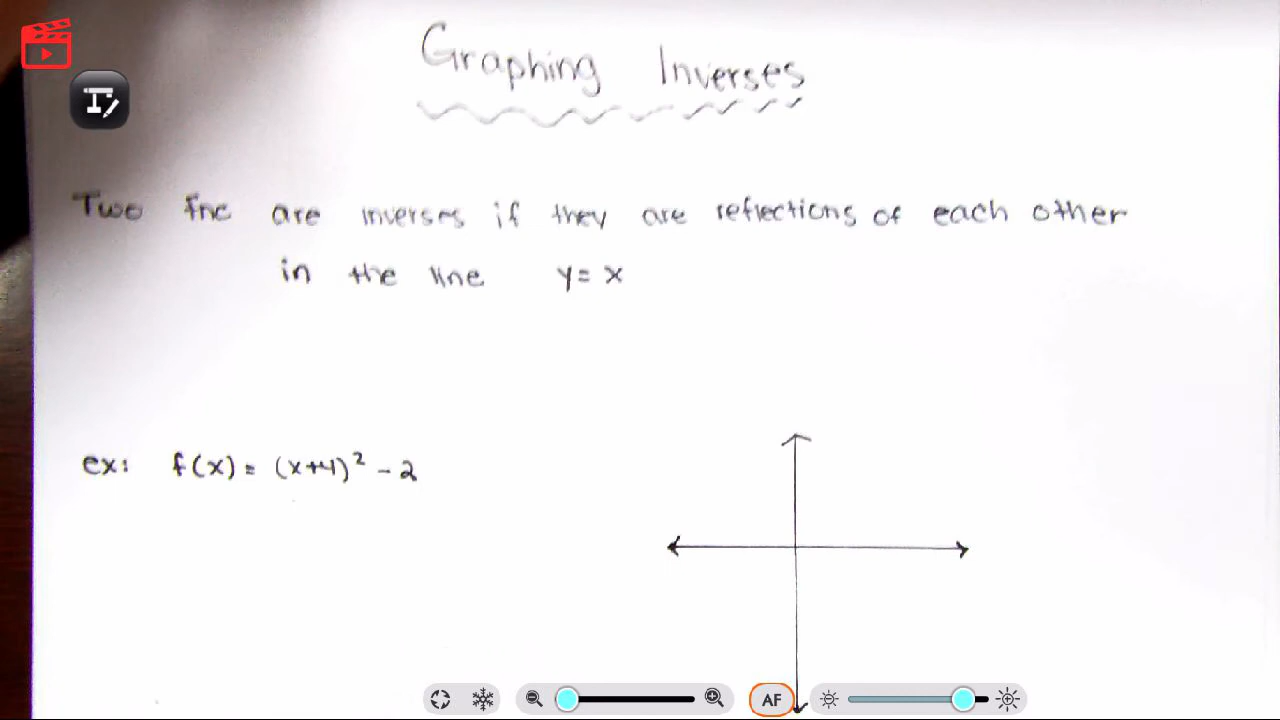 Graphing Inverses
Two fnc are inverses if they are reflections of each other
in the line y = x
ex: f(x) = (x+4)² - 2
AF